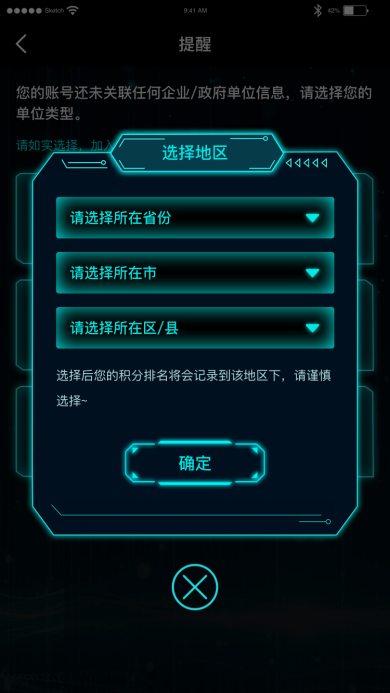 Sketch
9:41 AM
42%
提醒
您的账号还未关联任何企业/政府单位信息，请选择您的
单位类型。
请如实选择，加入
选择地区
请选择所在省份
请选择所在市
请选择所在区/县
选择后您的积分排名将会记录到该地区下，请谨慎
选择~
确定